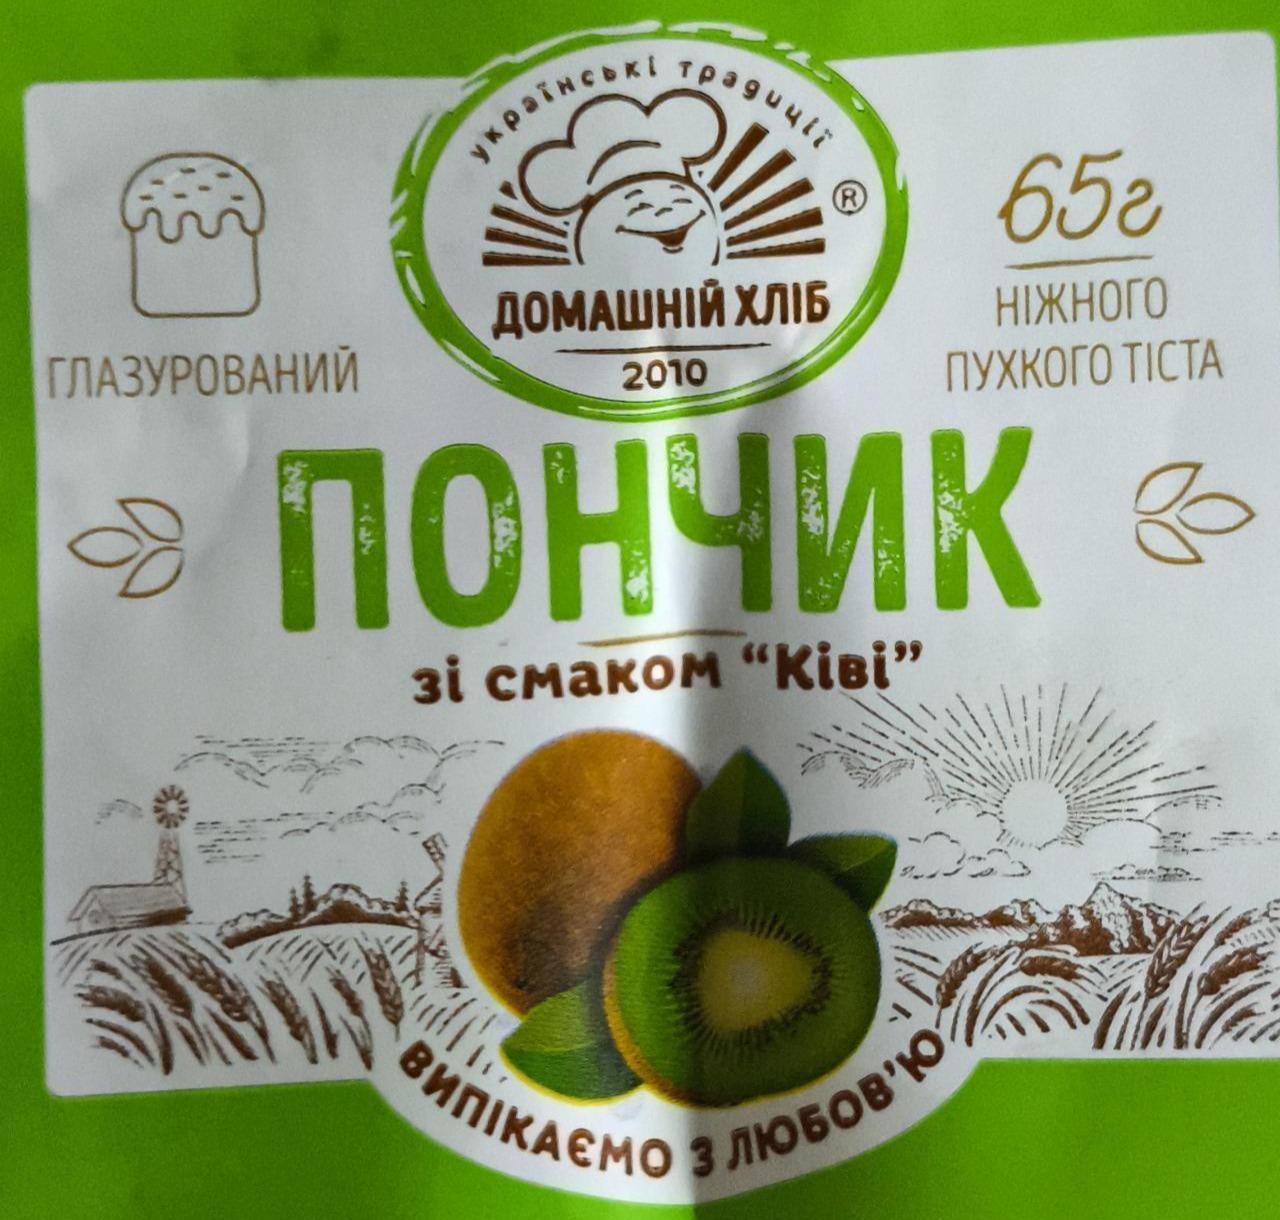 українські традиції
®
ДОМАШНІЙ ХЛІБ
2010
ГЛАЗУРОВАНИЙ
65г
НІЖНОГО
ПУХКОГО ТІСТА
ПОНЧИК
зі смаком “Ківі”
ВИПІКАЄМО З ЛЮБОВ’Ю